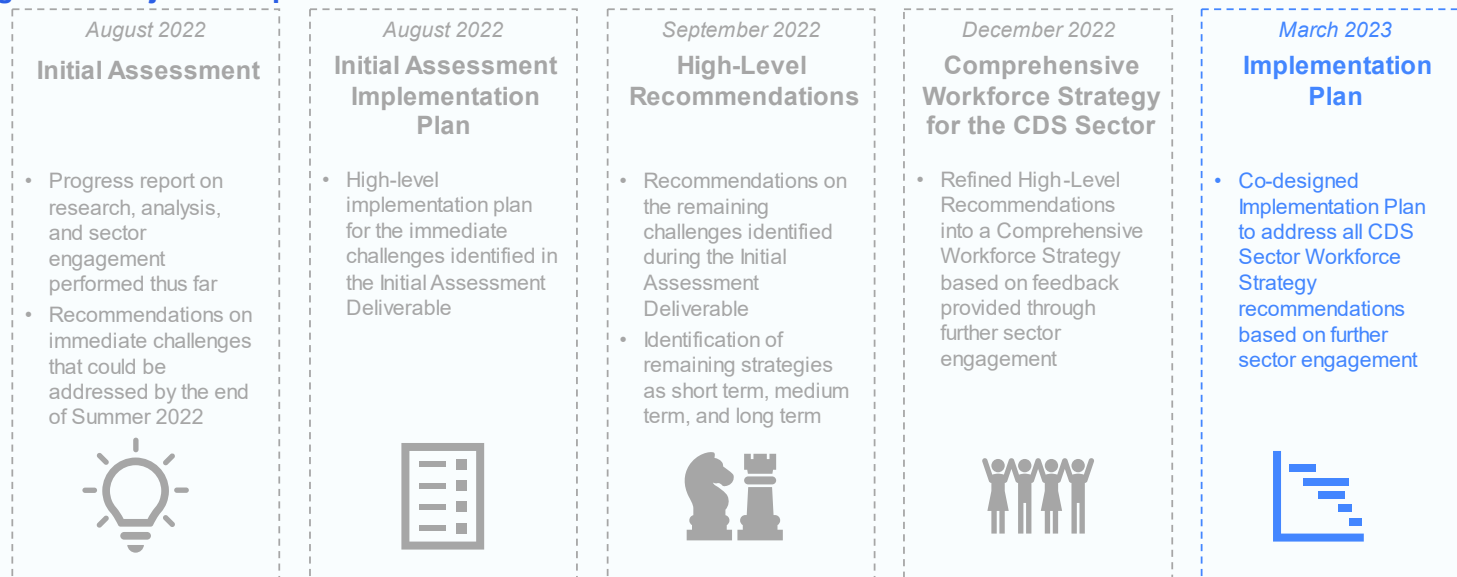 August 2022
Initial Assessment
• Progress report on
research, analysis,
and sector
engagement
performed thus far
• Recommendations on
immediate challenges
that could be
addressed by the end
of Summer 2022
August 2022
Initial Assessment
Implementation
Plan
• High-level
implementation plan
for the immediate
challenges identified in
the Initial Assessment
Deliverable
September 2022
High-Level
Recommendations
• Recommendations on
the remaining
challenges identified
during the Initial
Assessment
Deliverable
• Identification of
remaining strategies
as short term, medium
term, and long term
December 2022
Comprehensive
Workforce Strategy
for the CDS Sector
• Refined High-Level
Recommendations
into a Comprehensive
Workforce Strategy
based on feedback
provided through
further sector
engagement
March 2023
Implementation
Plan
• Co-designed
Implementation Plan
to address all CDS
Sector Workforce
Strategy
recommendations
based on further
sector engagement